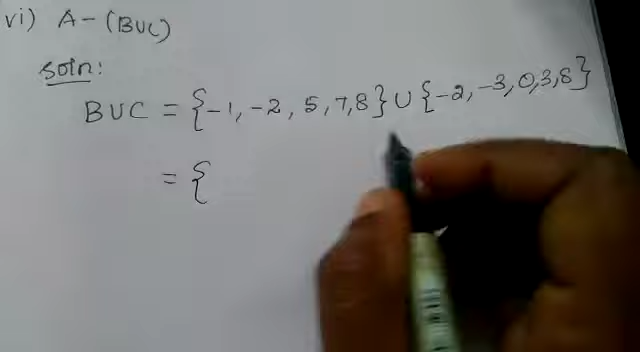 vi) A - (BUC)
soln:
BUC = {-1, -2, 5, 7, 8} ∪ {-2, -3, 0, 3, 8}
= {